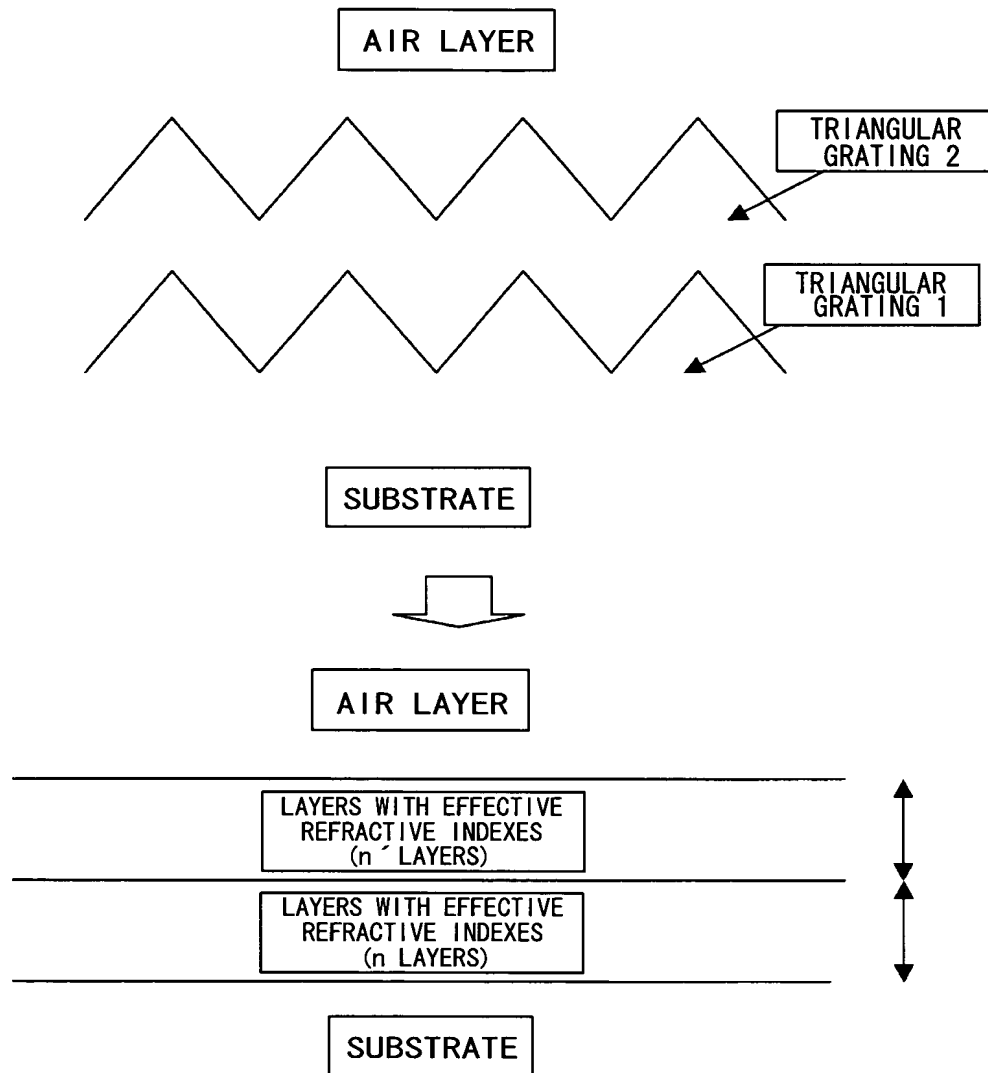 AIR LAYER
TRIANGULAR
GRATING 2
TRIANGULAR
GRATING 1
SUBSTRATE
AIR LAYER
LAYERS WITH EFFECTIVE
REFRACTIVE INDEXES
(n´LAYERS)
LAYERS WITH EFFECTIVE
REFRACTIVE INDEXES
(n LAYERS)
SUBSTRATE